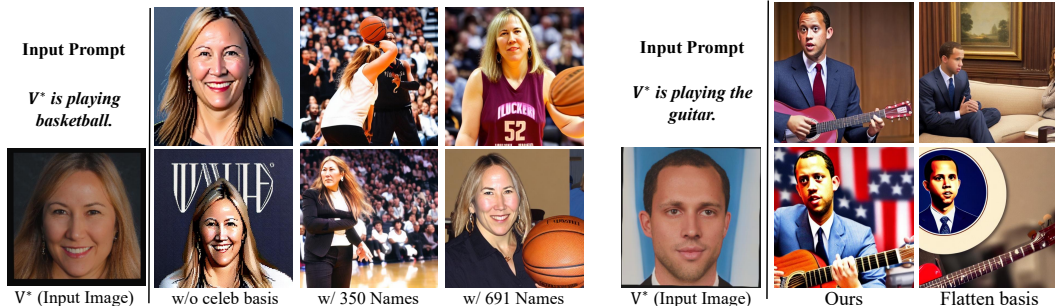 Input Prompt
V* is playing
basketball.
V* (Input Image)
w/o celeb basis
w/ 350 Names
52
w/ 691 Names
Input Prompt
V* is playing the
guitar.
V* (Input Image)
Ours
Flatten basis